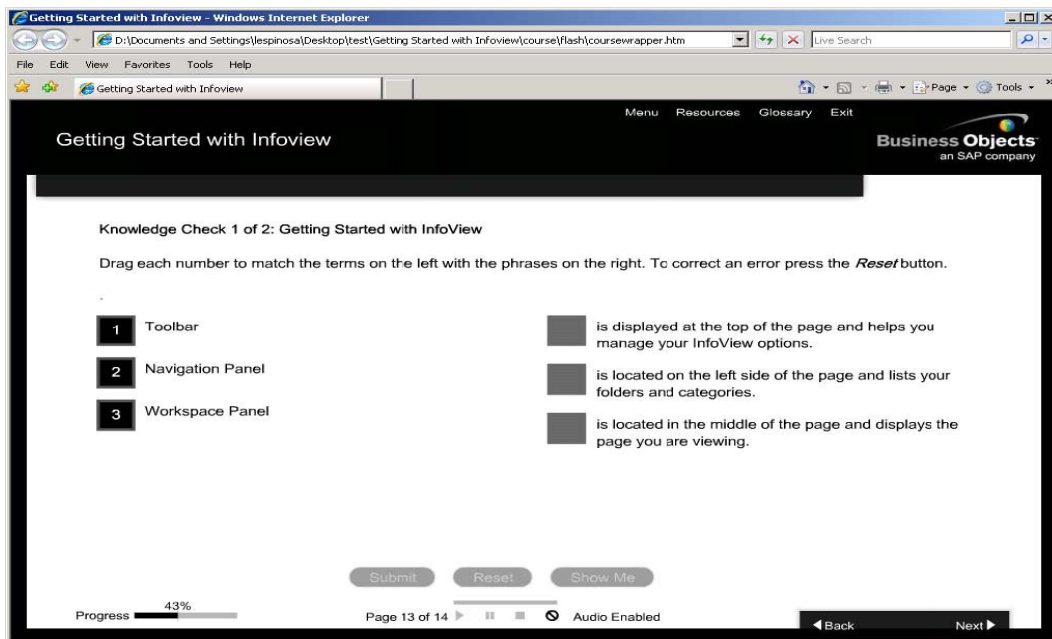 Getting Started with Infoview - Windows Internet Explorer
D:\Documents and Settings\lespinosa\Desktop\test\Getting Started with Infoview\course\flash\coursewrapper.htm
Live Search
File Edit View Favorites Tools Help
Getting Started with Infoview
Page Tools
Menu Resources Glossary Exit
Getting Started with Infoview
Business Objects
an SAP company
Knowledge Check 1 of 2: Getting Started with InfoView
Drag each number to match the terms on the left with the phrases on the right. To correct an error press the Reset button.
1 Toolbar
2 Navigation Panel
3 Workspace Panel
is displayed at the top of the page and helps you
manage your InfoView options.
is located on the left side of the page and lists your
folders and categories.
is located in the middle of the page and displays the
page you are viewing.
Submit Reset Show Me
Progress 43%
Page 13 of 14
Audio Enabled
Back Next